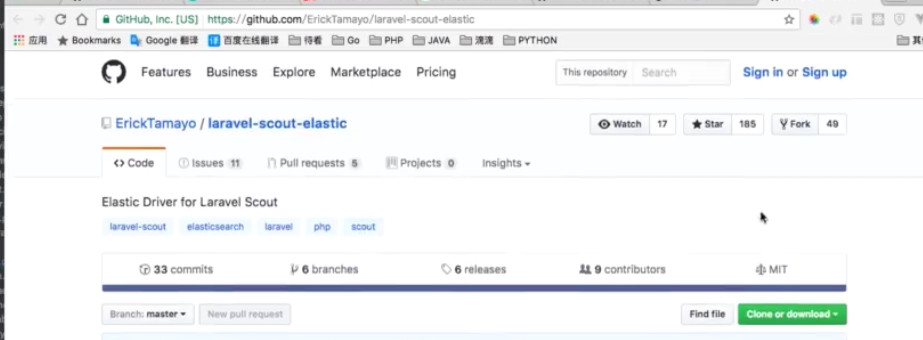 GitHub, Inc. [US] https://github.com/ErickTamayo/laravel-scout-elastic
应用 Bookmarks Google 翻译 百度在线翻译 待看 Go PHP JAVA 滴滴 PYTHON
Features Business Explore Marketplace Pricing This repository Search Sign in or Sign up
ErickTamayo / laravel-scout-elastic Watch 17 Star 185 Fork 49
<> Code Issues 11 Pull requests 5 Projects 0 Insights
Elastic Driver for Laravel Scout
laravel-scout elasticsearch laravel php scout
33 commits 6 branches 6 releases 9 contributors MIT
Branch: master New pull request Find file Clone or download